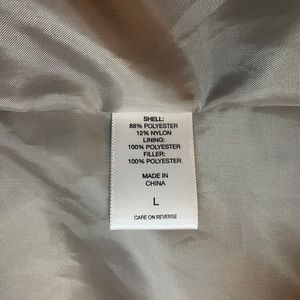 SHELL:
88% POLYESTER
12% NYLON
LINING:
100% POLYESTER
FILLER:
100% POLYESTER
MADE IN
CHINA
L
CARE ON REVERSE